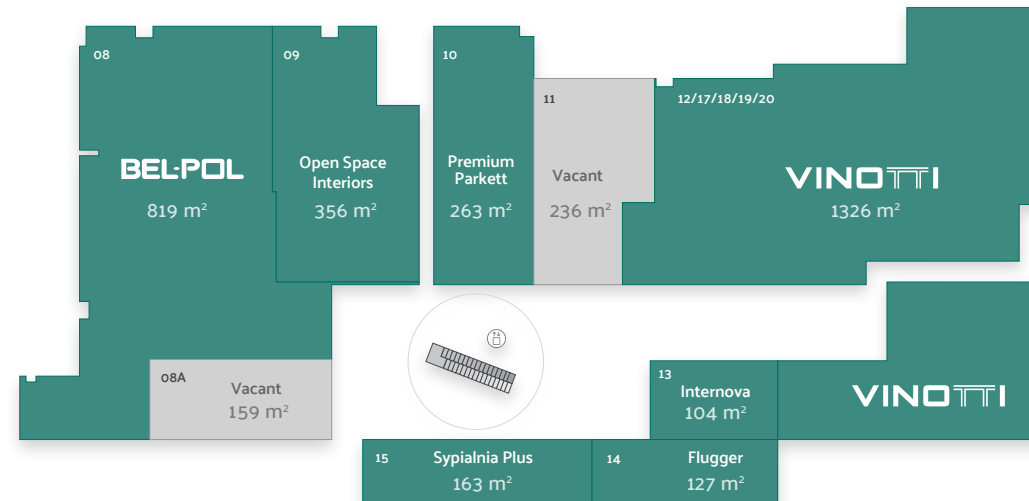 08
BEL-POL
819 m²
09
Open Space
Interiors
356 m²
10
Premium
Parkett
263 m²
11
Vacant
236 m²
12/17/18/19/20
VINOTTI
1326 m²
08A
Vacant
159 m²
13
Internova
104 m²
VINOTTI
15
Sypialnia Plus
163 m²
14
Flugger
127 m²